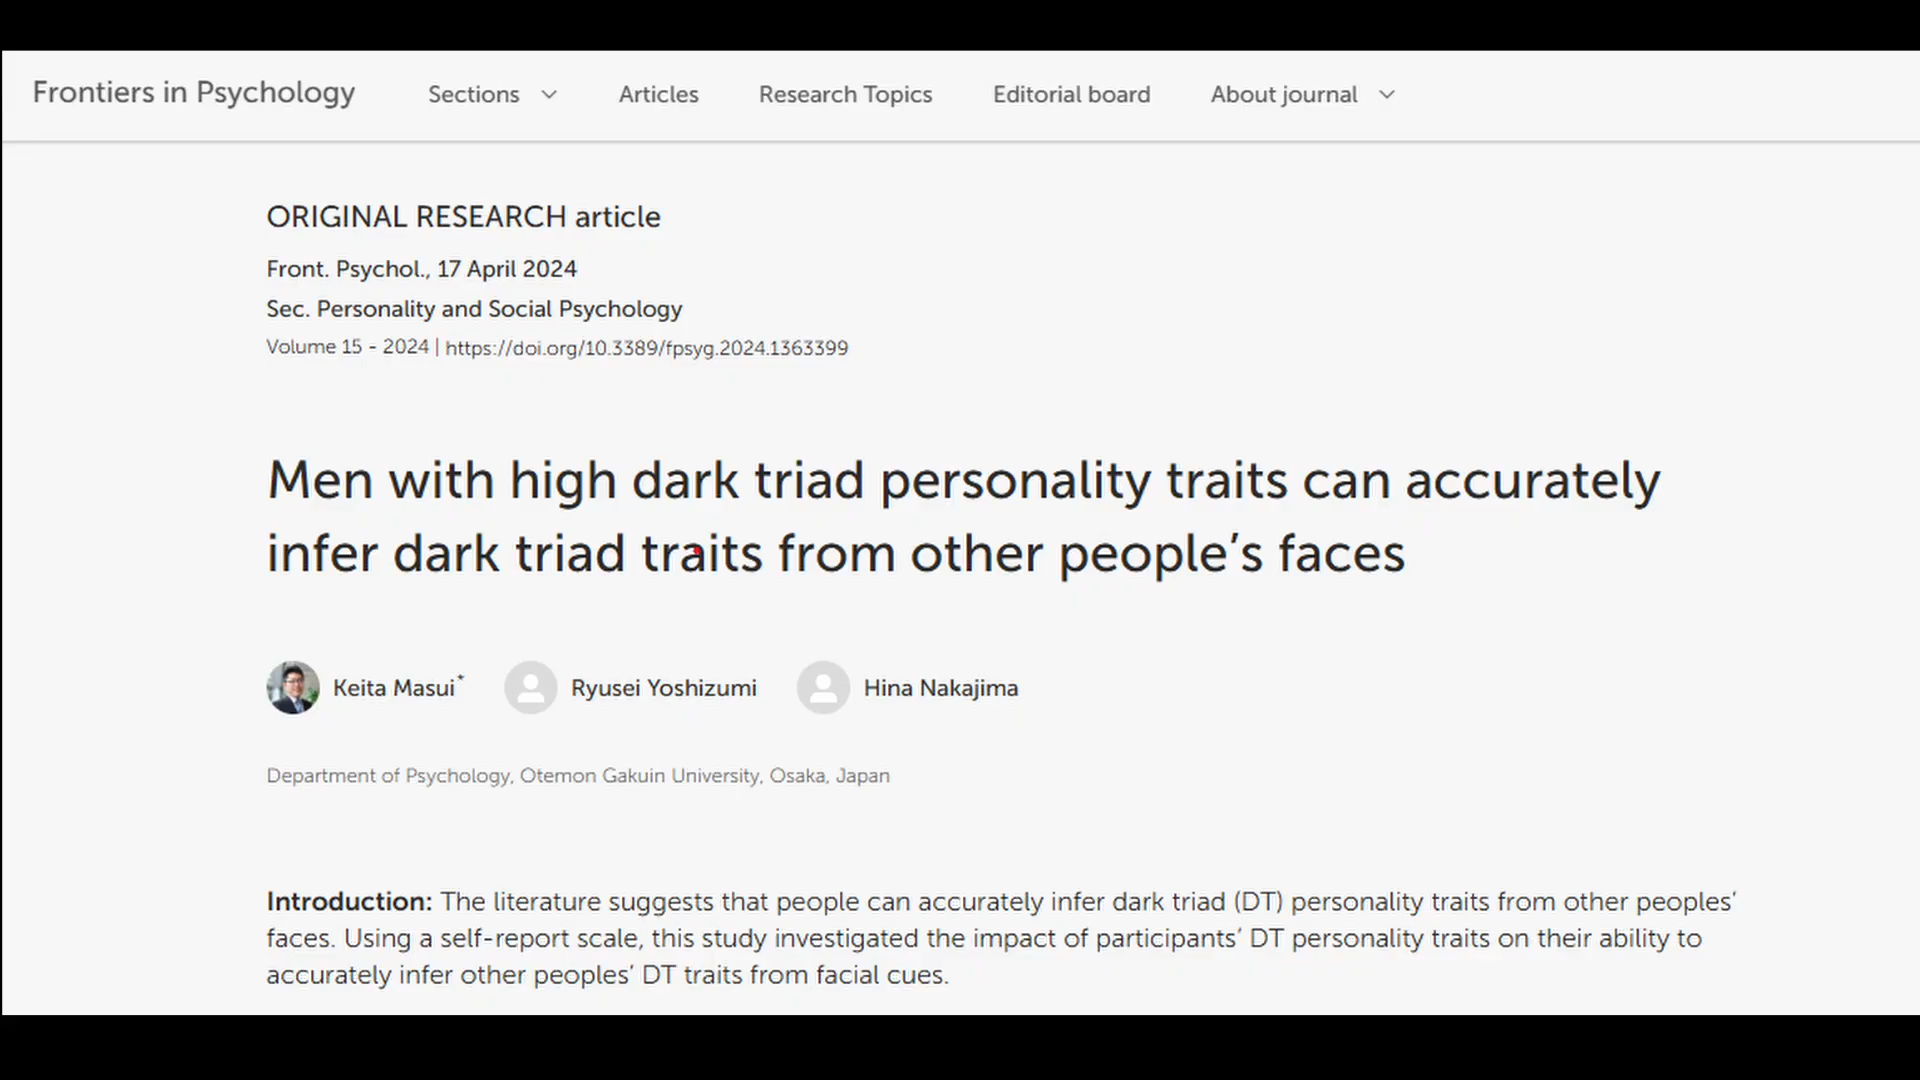 Frontiers in Psychology Sections Articles Research Topics Editorial board About journal
ORIGINAL RESEARCH article
Front. Psychol., 17 April 2024
Sec. Personality and Social Psychology
Volume 15 - 2024 | https://doi.org/10.3389/fpsyg.2024.1363399
Men with high dark triad personality traits can accurately
infer dark triad traits from other people’s faces
Keita Masui* Ryusei Yoshizumi Hina Nakajima
Department of Psychology, Otemon Gakuin University, Osaka, Japan
Introduction: The literature suggests that people can accurately infer dark triad (DT) personality traits from other peoples’
faces. Using a self-report scale, this study investigated the impact of participants’ DT personality traits on their ability to
accurately infer other peoples’ DT traits from facial cues.